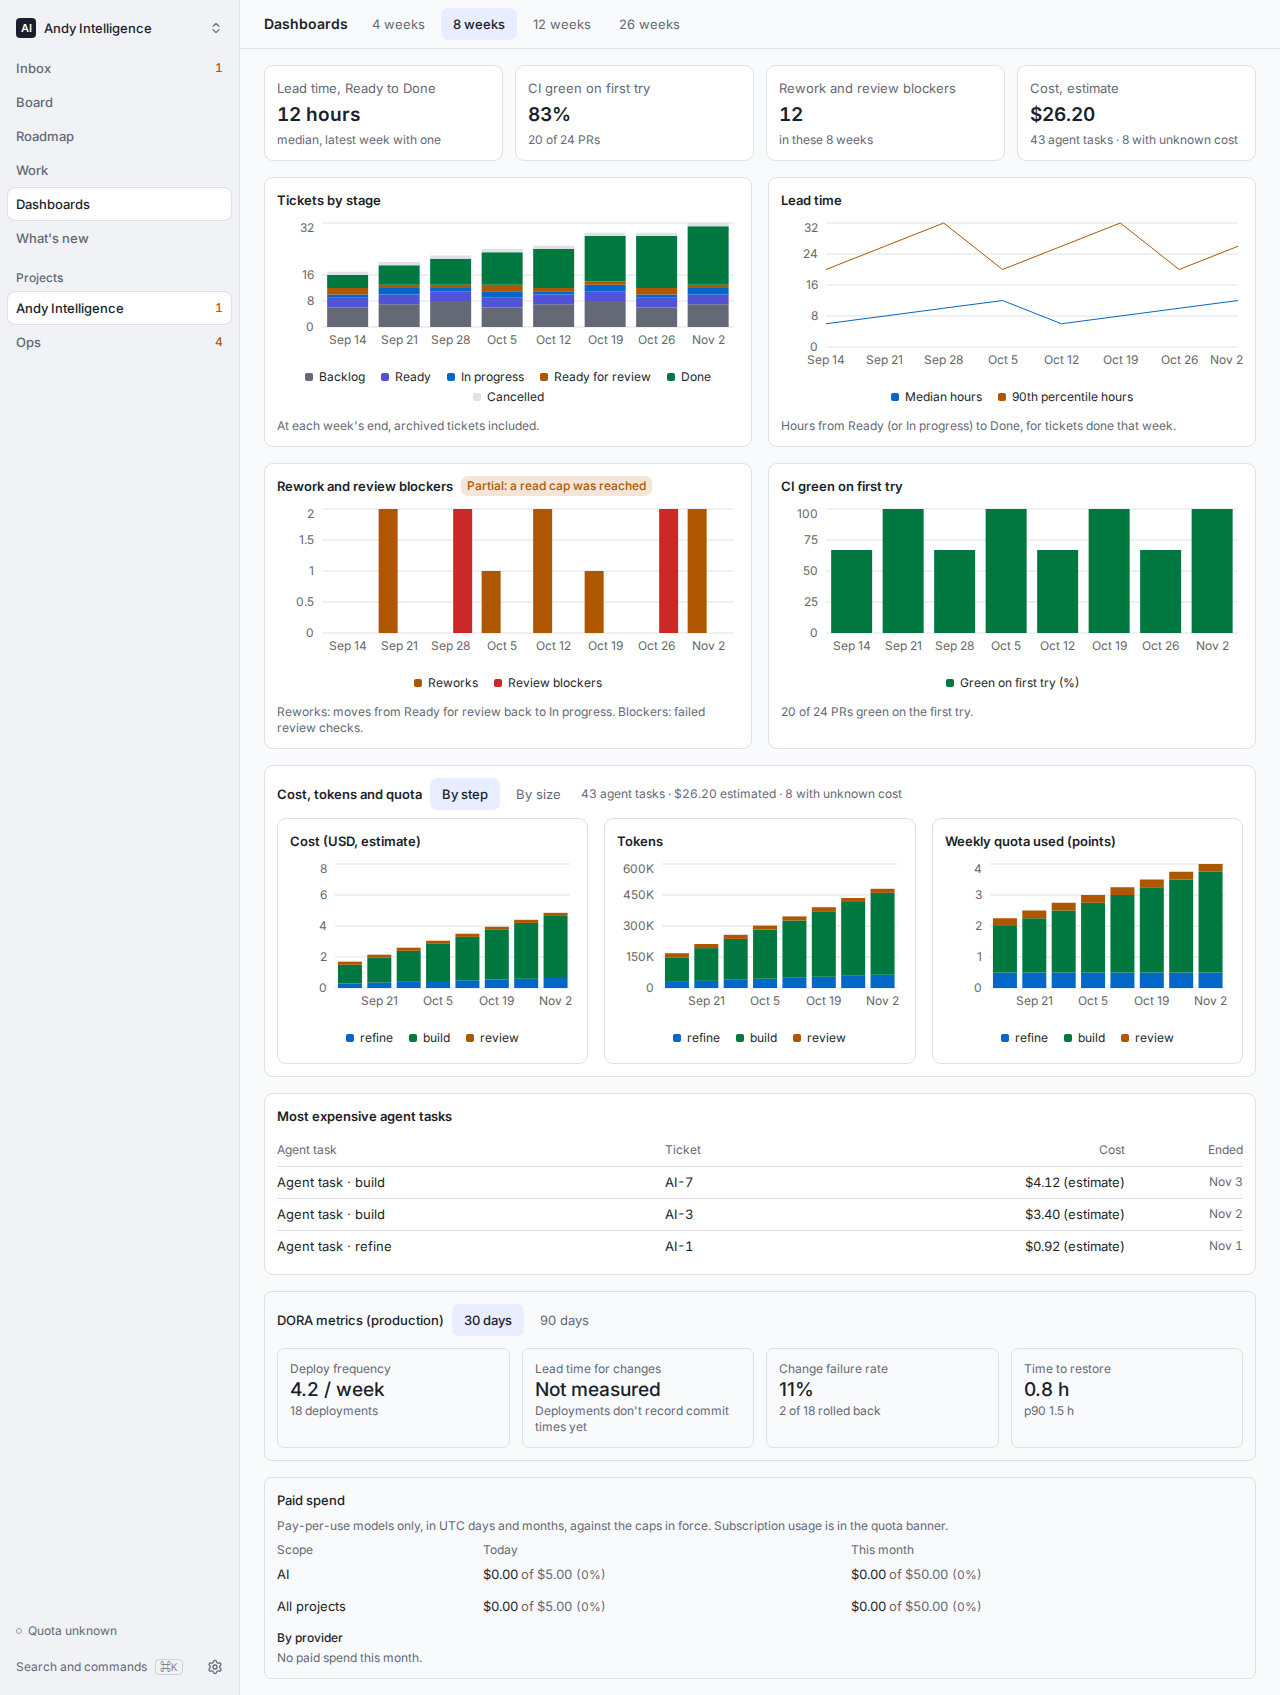 AI Andy Intelligence
Inbox 1
Board
Roadmap
Work
Dashboards
What's new
Projects
Andy Intelligence 1
Ops 4
Quota unknown
Search and commands ⌘K
Dashboards 4 weeks 8 weeks 12 weeks 26 weeks
Lead time, Ready to Done
12 hours
median, latest week with one
CI green on first try
83%
20 of 24 PRs
Rework and review blockers
12
in these 8 weeks
Cost, estimate
$26.20
43 agent tasks · 8 with unknown cost
Tickets by stage
32
16
8
0
Sep 14 Sep 21 Sep 28 Oct 5 Oct 12 Oct 19 Oct 26 Nov 2
Backlog Ready In progress Ready for review Done
Cancelled
At each week's end, archived tickets included.
Lead time
32
24
16
8
0
Sep 14 Sep 21 Sep 28 Oct 5 Oct 12 Oct 19 Oct 26 Nov 2
Median hours 90th percentile hours
Hours from Ready (or In progress) to Done, for tickets done that week.
Rework and review blockers Partial: a read cap was reached
2
1.5
1
0.5
0
Sep 14 Sep 21 Sep 28 Oct 5 Oct 12 Oct 19 Oct 26 Nov 2
Reworks Review blockers
Reworks: moves from Ready for review back to In progress. Blockers: failed
review checks.
CI green on first try
100
75
50
25
0
Sep 14 Sep 21 Sep 28 Oct 5 Oct 12 Oct 19 Oct 26 Nov 2
Green on first try (%)
20 of 24 PRs green on the first try.
Cost, tokens and quota By step By size 43 agent tasks · $26.20 estimated · 8 with unknown cost
Cost (USD, estimate)
8
6
4
2
0
Sep 21 Oct 5 Oct 19 Nov 2
refine build review
Tokens
600K
450K
300K
150K
0
Sep 21 Oct 5 Oct 19 Nov 2
refine build review
Weekly quota used (points)
4
3
2
1
0
Sep 21 Oct 5 Oct 19 Nov 2
refine build review
Most expensive agent tasks
Agent task Ticket Cost Ended
Agent task · build AI-7 $4.12 (estimate) Nov 3
Agent task · build AI-3 $3.40 (estimate) Nov 2
Agent task · refine AI-1 $0.92 (estimate) Nov 1
DORA metrics (production) 30 days 90 days
Deploy frequency
4.2 / week
18 deployments
Lead time for changes
Not measured
Deployments don't record commit
times yet
Change failure rate
11%
2 of 18 rolled back
Time to restore
0.8 h
p90 1.5 h
Paid spend
Pay-per-use models only, in UTC days and months, against the caps in force. Subscription usage is in the quota banner.
Scope Today This month
AI $0.00 of $5.00 (0%) $0.00 of $50.00 (0%)
All projects $0.00 of $5.00 (0%) $0.00 of $50.00 (0%)
By provider
No paid spend this month.